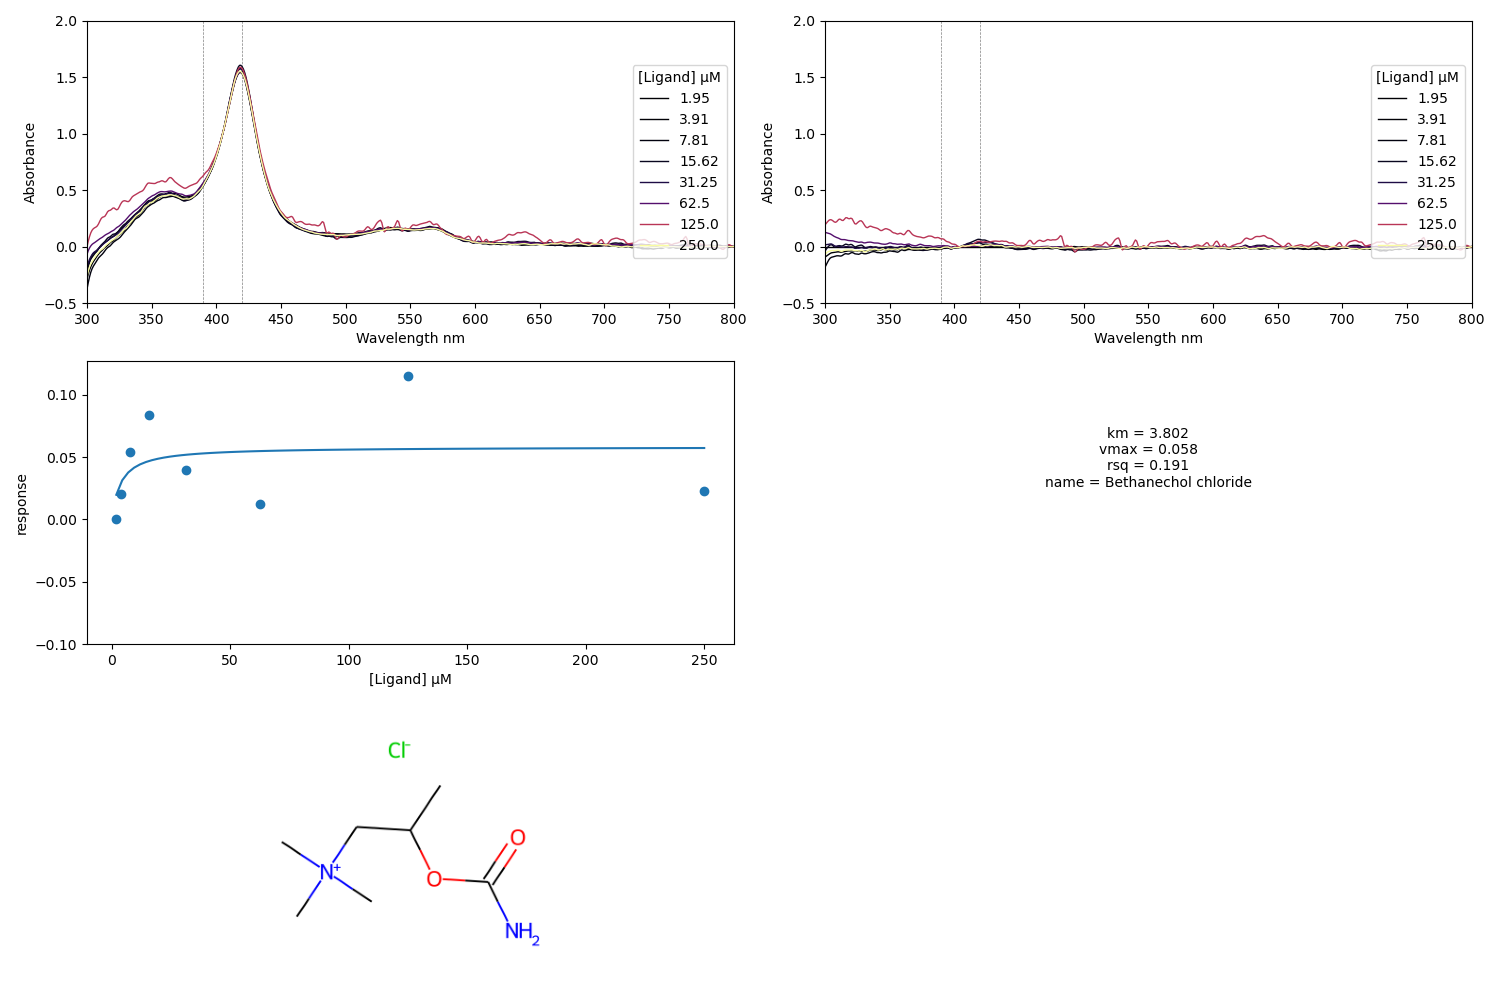 2.0
1.5
1.0
0.5
0.0
−0.5
Absorbance
300 350 400 450 500 550 600 650 700 750 800
Wavelength nm
[Ligand] µM
1.95
3.91
7.81
15.62
31.25
62.5
125.0
250.0
2.0
1.5
1.0
0.5
0.0
−0.5
Absorbance
300 350 400 450 500 550 600 650 700 750 800
Wavelength nm
[Ligand] µM
1.95
3.91
7.81
15.62
31.25
62.5
125.0
250.0
0.10
0.05
0.00
−0.05
−0.10
response
0 50 100 150 200 250
[Ligand] µM
km = 3.802
vmax = 0.058
rsq = 0.191
name = Bethanechol chloride
Cl⁻
O
N⁺
O
NH₂